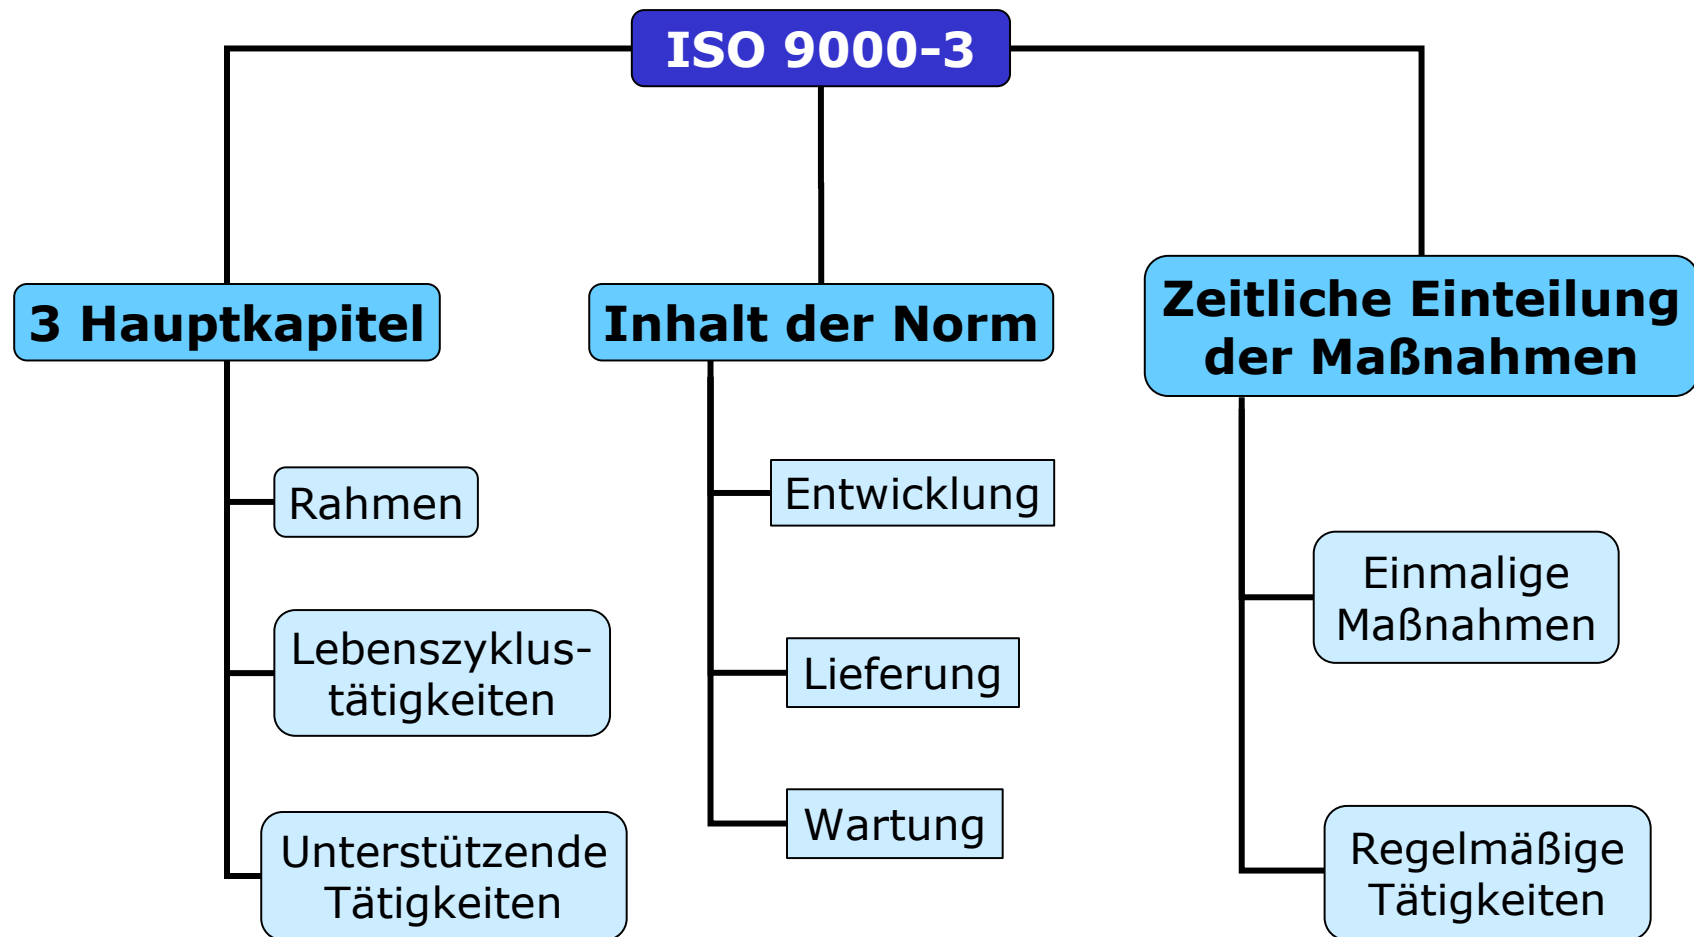 ISO 9000–3
3 Hauptkapitel
Rahmen
Lebenszyklus-
tätigkeiten
Unterstützende
Tätigkeiten
Inhalt der Norm
Entwicklung
Lieferung
Wartung
Zeitliche Einteilung
der Maßnahmen
Einmalige
Maßnahmen
Regelmäßige
Tätigkeiten